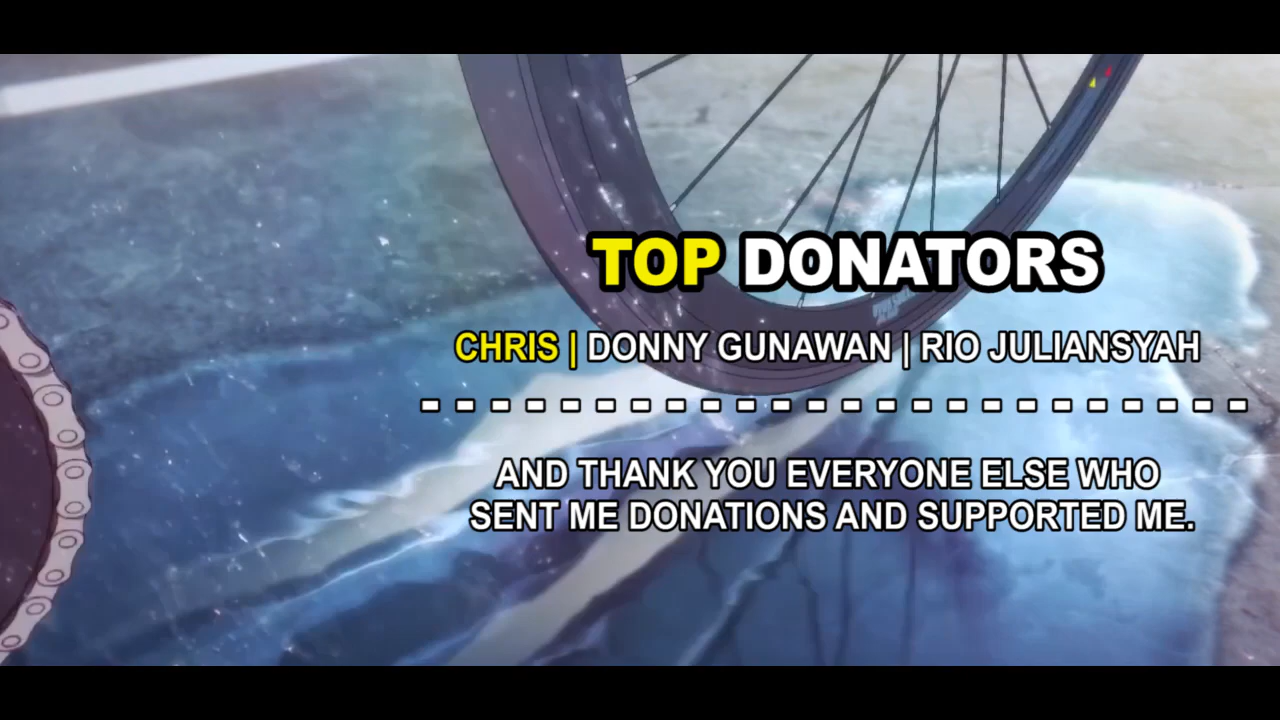 TOP DONATORS
CHRIS | DONNY GUNAWAN | RIO JULIANSYAH
- - - - - - - - - - - - - - - - - - - - - - - -
AND THANK YOU EVERYONE ELSE WHO
SENT ME DONATIONS AND SUPPORTED ME.